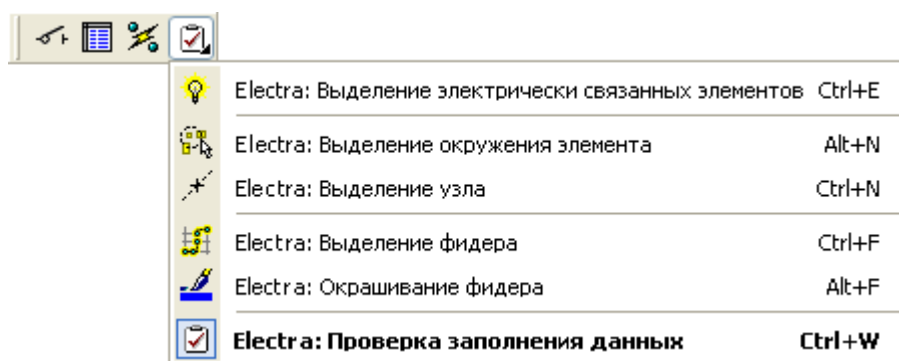 Electra: Выделение электрически связанных элементов Ctrl+E
Electra: Выделение окружения элемента Alt+N
Electra: Выделение узла Ctrl+N
Electra: Выделение фидера Ctrl+F
Electra: Окрашивание фидера Alt+F
Electra: Проверка заполнения данных Ctrl+W